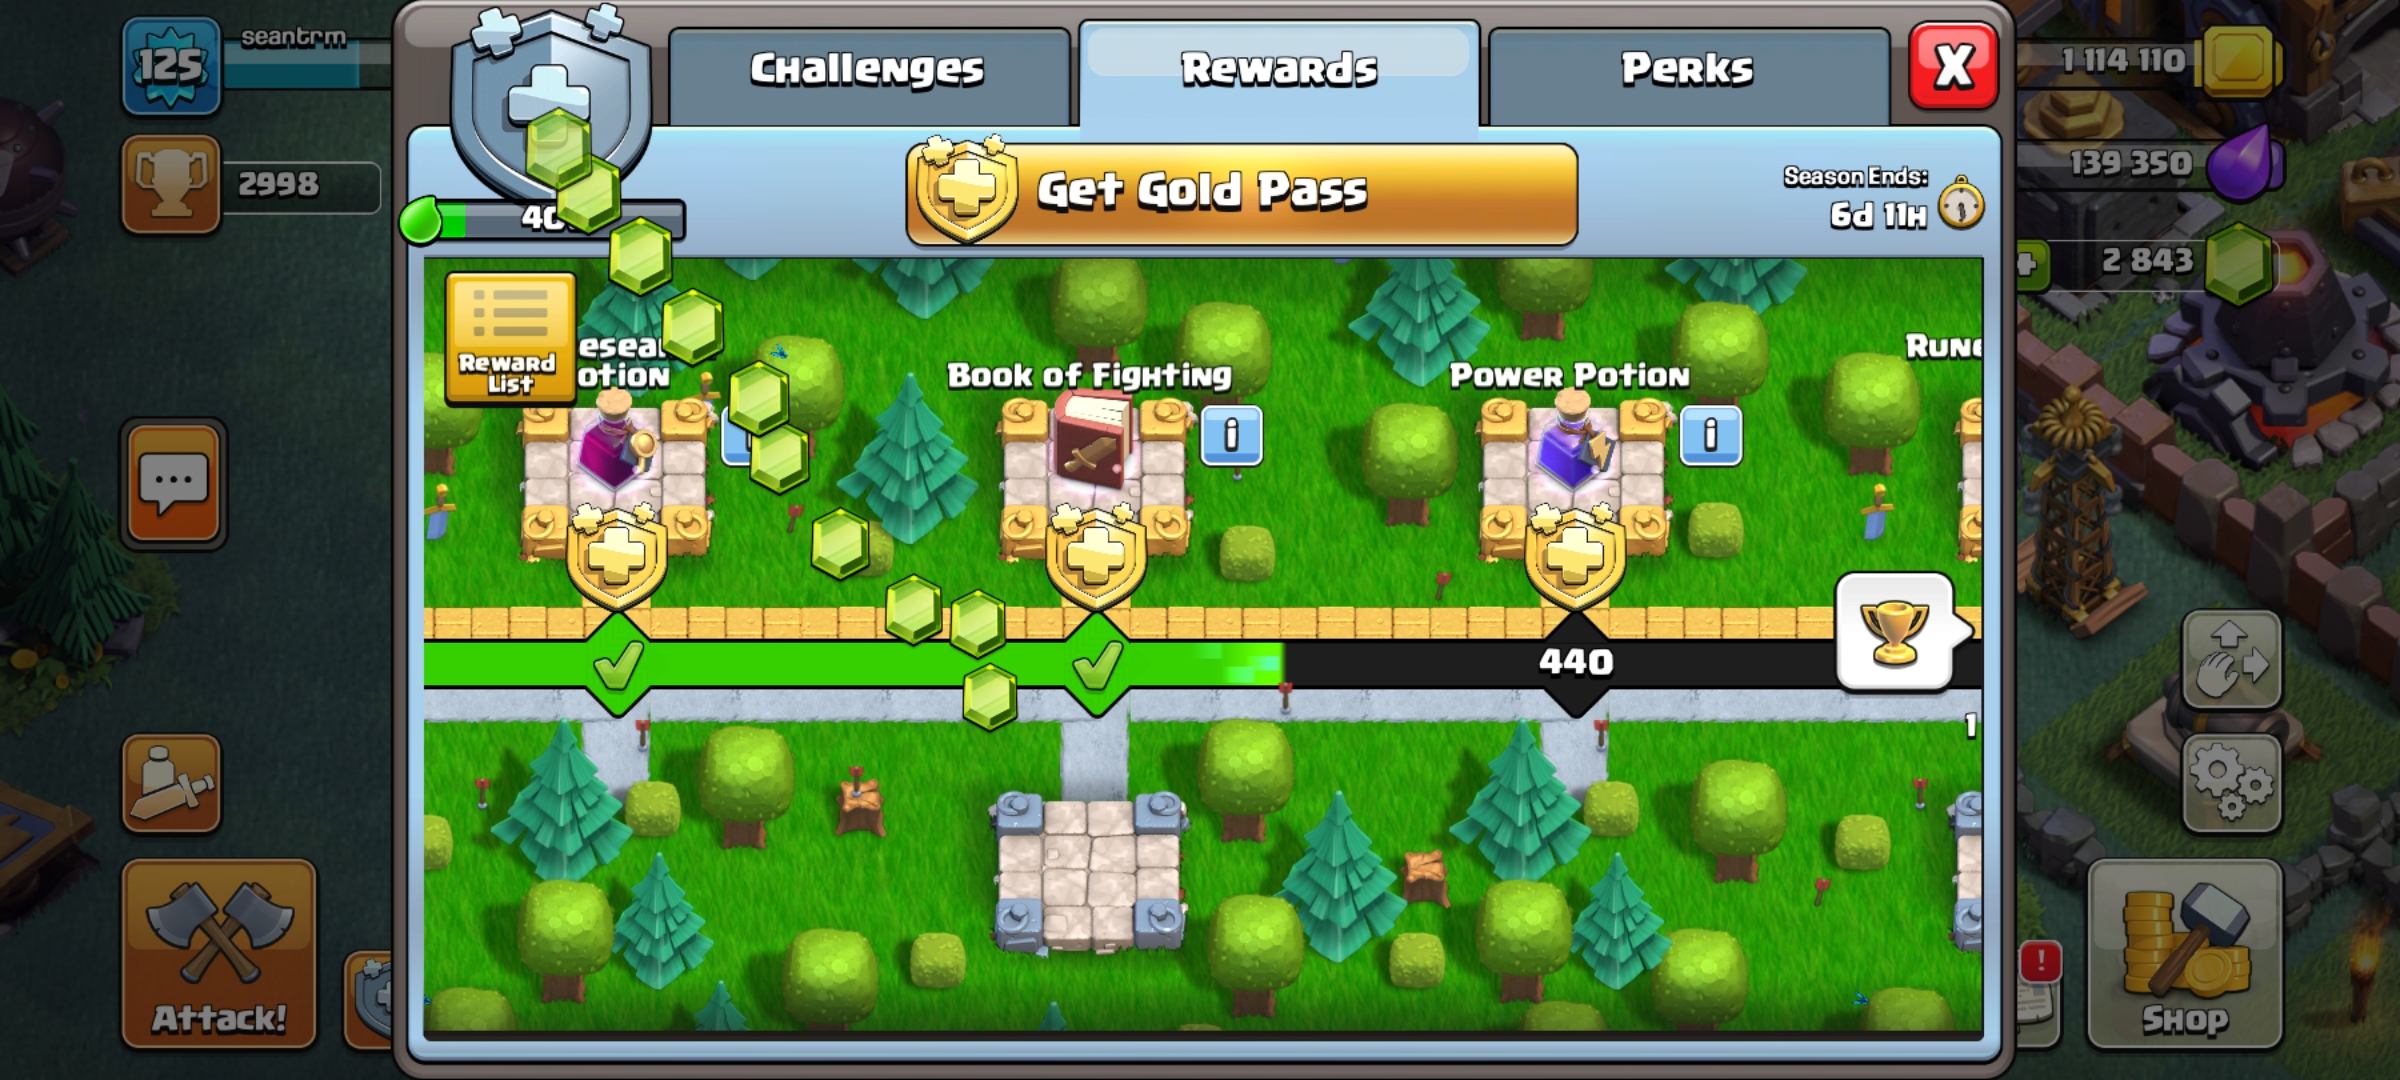 125
seantrm
2998
Challenges
Rewards
Perks
X
1 114 110
139 350
2 843
Get Gold Pass
Season Ends:
6d 11H
Reward
List
Book of Fighting
i
Power Potion
i
440
Attack!
!
Shop